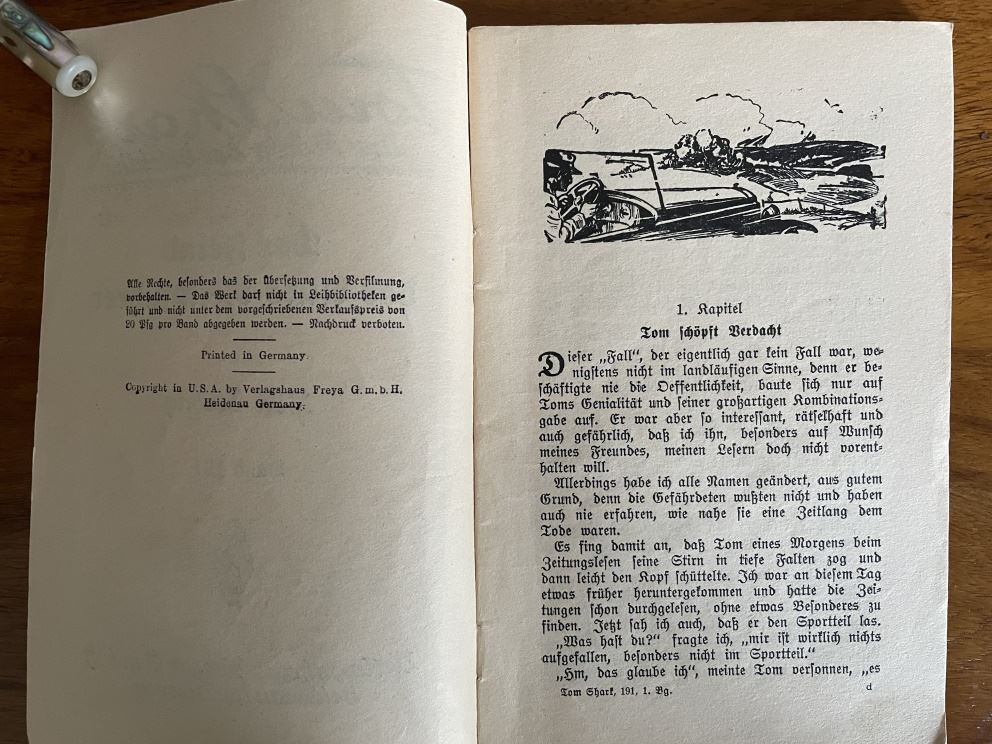 Alle Rechte, besonders das der Übersetzung und Verfilmung,
vorbehalten. — Das Werk darf nicht in Leihbibliotheken ge-
führt und nicht unter dem vorgeschriebenen Verkaufspreis von
20 Pfg pro Band abgegeben werden. — Nachdruck verboten.
Printed in Germany.
Copyright in U.S.A. by Verlagshaus Freya G.m.b.H.
Heidenau Germany.
1. Kapitel
Tom schöpft Verdacht
Dieser „Fall“, der eigentlich gar kein Fall war, we-
nigstens nicht im landläufigen Sinne, denn er be-
schäftigte nie die Oeffentlichkeit, baute sich nur auf
Toms Genialität und seiner großartigen Kombinations-
gabe auf. Er war aber so interessant, rätselhaft und
auch gefährlich, daß ich ihn, besonders auf Wunsch
meines Freundes, meinen Lesern doch nicht vorent-
halten will.
Allerdings habe ich alle Namen geändert, aus gutem
Grund, denn die Gefährdeten wußten nicht und haben
auch nie erfahren, wie nahe sie eine Zeitlang dem
Tode waren.
Es fing damit an, daß Tom eines Morgens beim
Zeitungslesen seine Stirn in tiefe Falten zog und
dann leicht den Kopf schüttelte. Ich war an diesem Tag
etwas früher heruntergekommen und hatte die Zei-
tungen schon durchgelesen, ohne etwas Besonderes zu
finden. Jetzt sah ich auch, daß er den Sportteil las.
„Was hast du?“ fragte ich, „mir ist wirklich nichts
aufgefallen, besonders nicht im Sportteil.“
„Hm, das glaube ich“, meinte Tom versonnen, „es
Tom Shark, 191, 1. Bg.
d